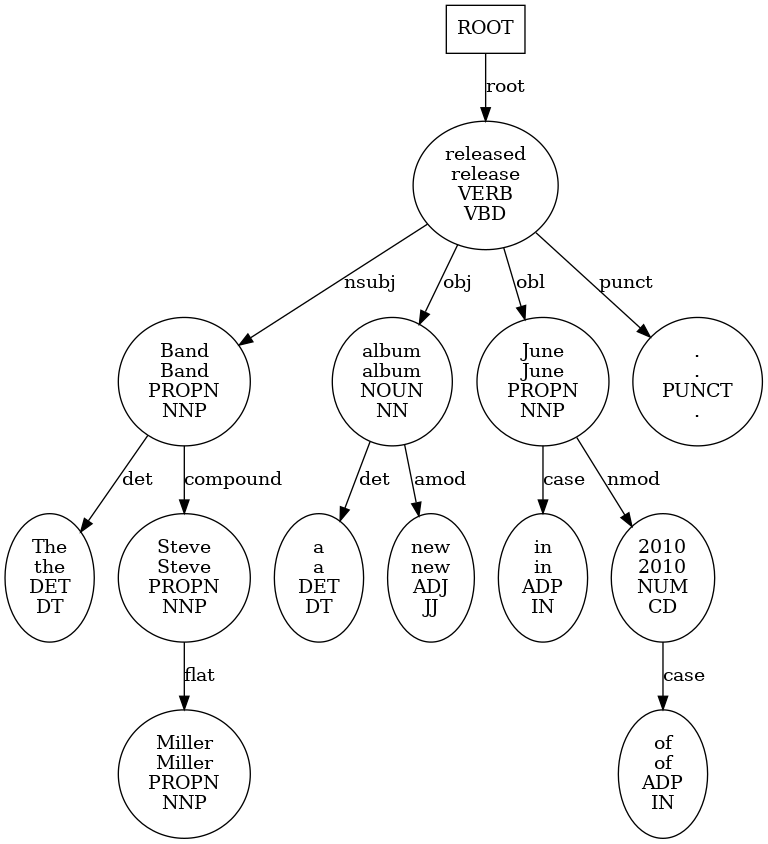 ROOT
root
released
release
VERB
VBD
nsubj
obj
obl
punct
Band
Band
PROPN
NNP
album
album
NOUN
NN
June
June
PROPN
NNP
.
.
PUNCT
.
det
compound
det
amod
case
nmod
The
the
DET
DT
Steve
Steve
PROPN
NNP
a
a
DET
DT
new
new
ADJ
JJ
in
in
ADP
IN
2010
2010
NUM
CD
flat
case
Miller
Miller
PROPN
NNP
of
of
ADP
IN